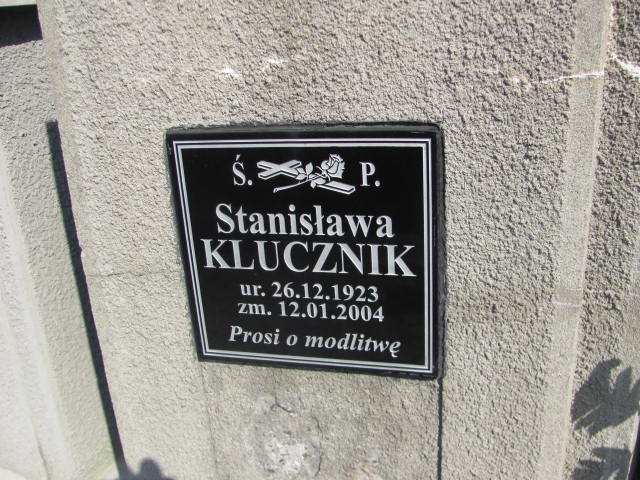 Ś. P.
Stanisława
KLUCZNIK
ur. 26.12.1923
zm. 12.01.2004
Prosi o modlitwę